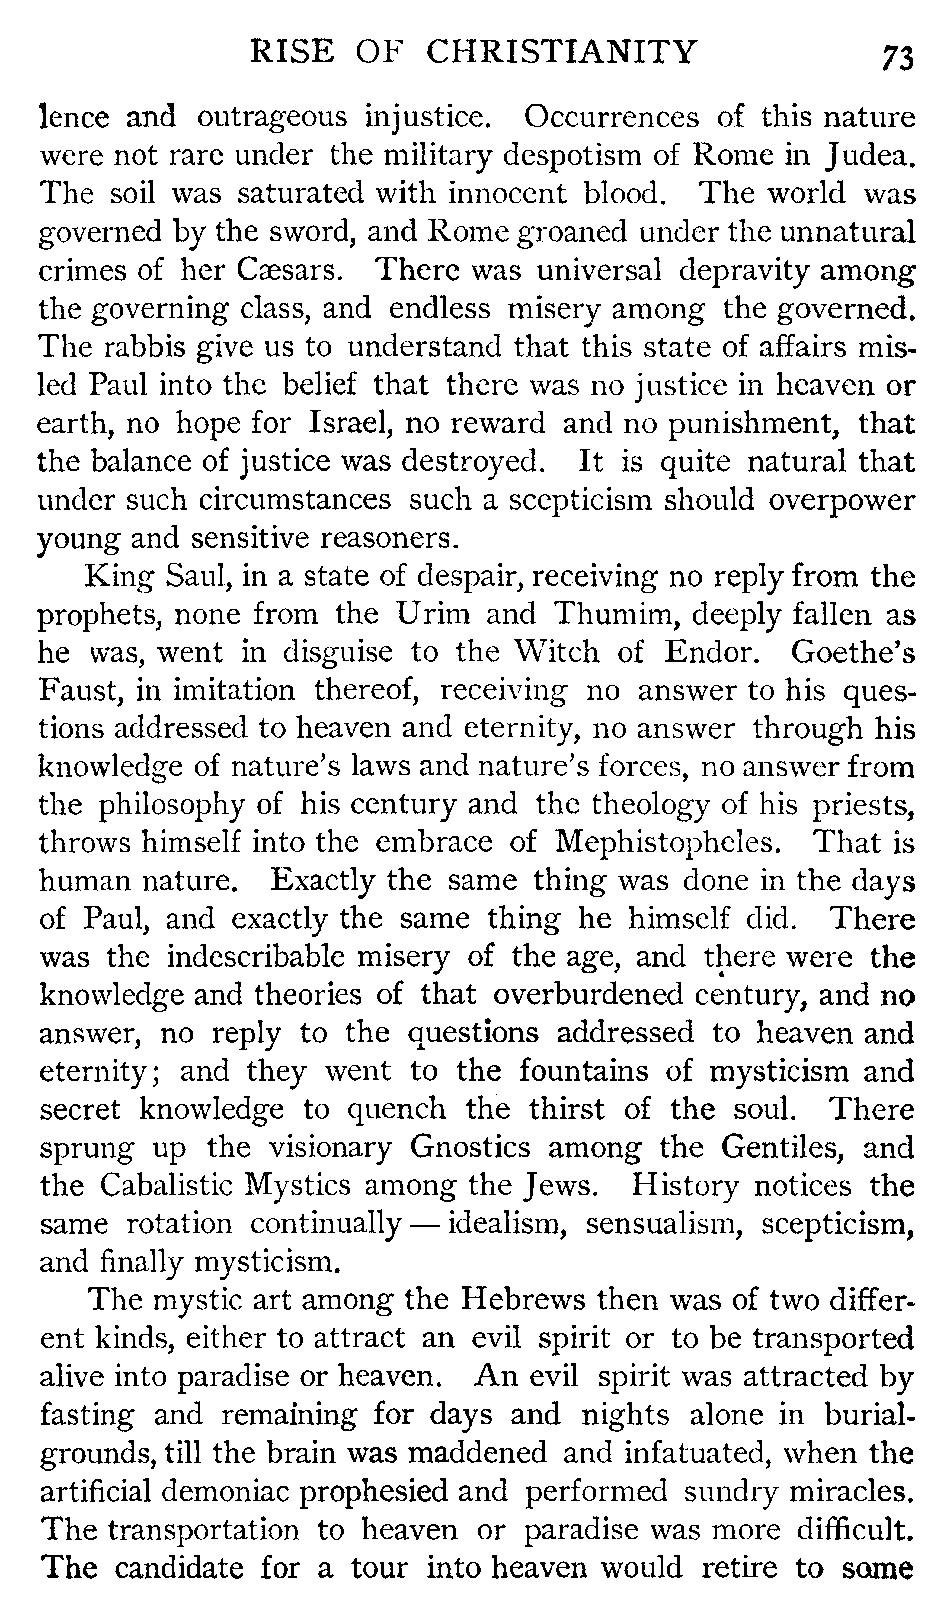 RISE OF CHRISTIANITY 73
lence and outrageous injustice. Occurrences of this nature
were not rare under the military despotism of Rome in Judea.
The soil was saturated with innocent blood. The world was
governed by the sword, and Rome groaned under the unnatural
crimes of her Cæsars. There was universal depravity among
the governing class, and endless misery among the governed.
The rabbis give us to understand that this state of affairs mis-
led Paul into the belief that there was no justice in heaven or
earth, no hope for Israel, no reward and no punishment, that
the balance of justice was destroyed. It is quite natural that
under such circumstances such a scepticism should overpower
young and sensitive reasoners.
King Saul, in a state of despair, receiving no reply from the
prophets, none from the Urim and Thumim, deeply fallen as
he was, went in disguise to the Witch of Endor. Goethe's
Faust, in imitation thereof, receiving no answer to his ques-
tions addressed to heaven and eternity, no answer through his
knowledge of nature's laws and nature's forces, no answer from
the philosophy of his century and the theology of his priests,
throws himself into the embrace of Mephistopheles. That is
human nature. Exactly the same thing was done in the days
of Paul, and exactly the same thing he himself did. There
was the indescribable misery of the age, and there were the
knowledge and theories of that overburdened century, and no
answer, no reply to the questions addressed to heaven and
eternity; and they went to the fountains of mysticism and
secret knowledge to quench the thirst of the soul. There
sprung up the visionary Gnostics among the Gentiles, and
the Cabalistic Mystics among the Jews. History notices the
same rotation continually — idealism, sensualism, scepticism,
and finally mysticism.
The mystic art among the Hebrews then was of two differ-
ent kinds, either to attract an evil spirit or to be transported
alive into paradise or heaven. An evil spirit was attracted by
fasting and remaining for days and nights alone in burial-
grounds, till the brain was maddened and infatuated, when the
artificial demoniac prophesied and performed sundry miracles.
The transportation to heaven or paradise was more difficult.
The candidate for a tour into heaven would retire to some